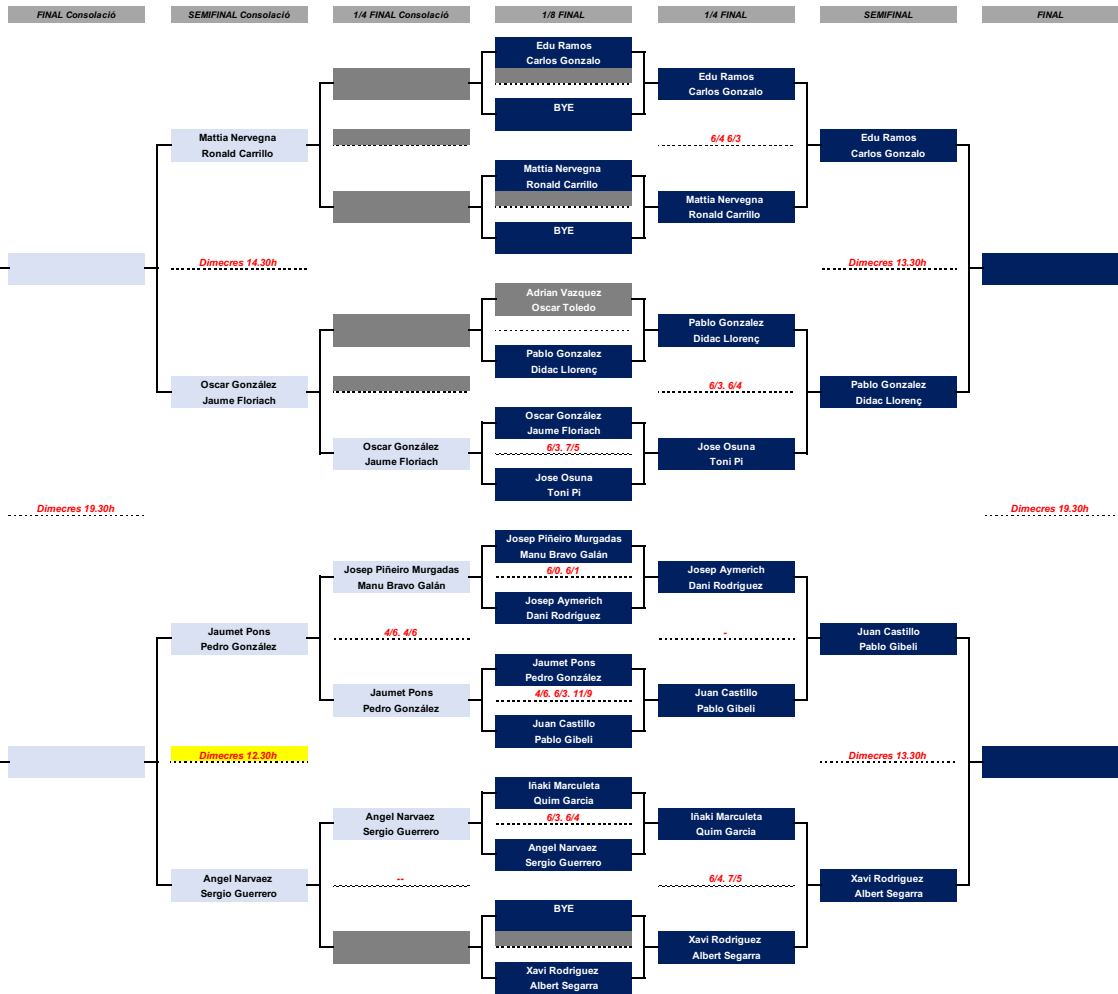 FINAL Consolació
SEMIFINAL Consolació
1/4 FINAL Consolació
1/8 FINAL
1/4 FINAL
SEMIFINAL
FINAL
Mattia Nervegna
Ronald Carrillo
Dimecres 14.30h
Oscar González
Jaume Floriach
Dimecres 19.30h
Jaumet Pons
Pedro González
Dimecres 12.30h
Angel Narvaez
Sergio Guerrero
Oscar González
Jaume Floriach
Josep Piñeiro Murgadas
Manu Bravo Galán
4/6. 4/6
Jaumet Pons
Pedro González
Angel Narvaez
Sergio Guerrero
--
Edu Ramos
Carlos Gonzalo
BYE
Mattia Nervegna
Ronald Carrillo
BYE
Adrian Vazquez
Oscar Toledo
Pablo Gonzalez
Didac Llorenç
Oscar González
Jaume Floriach
6/3. 7/5
Jose Osuna
Toni Pi
Josep Piñeiro Murgadas
Manu Bravo Galán
6/0. 6/1
Josep Aymerich
Dani Rodríguez
Jaumet Pons
Pedro González
4/6. 6/3. 11/9
Juan Castillo
Pablo Gibeli
Iñaki Marculeta
Quim Garcia
6/3. 6/4
Angel Narvaez
Sergio Guerrero
BYE
Xavi Rodriguez
Albert Segarra
Edu Ramos
Carlos Gonzalo
6/4 6/3
Mattia Nervegna
Ronald Carrillo
Pablo Gonzalez
Didac Llorenç
6/3. 6/4
Jose Osuna
Toni Pi
Josep Aymerich
Dani Rodríguez
-
Juan Castillo
Pablo Gibeli
Iñaki Marculeta
Quim Garcia
6/4. 7/5
Xavi Rodriguez
Albert Segarra
Edu Ramos
Carlos Gonzalo
Dimecres 13.30h
Pablo Gonzalez
Didac Llorenç
Juan Castillo
Pablo Gibeli
Dimecres 13.30h
Xavi Rodriguez
Albert Segarra
Dimecres 19.30h